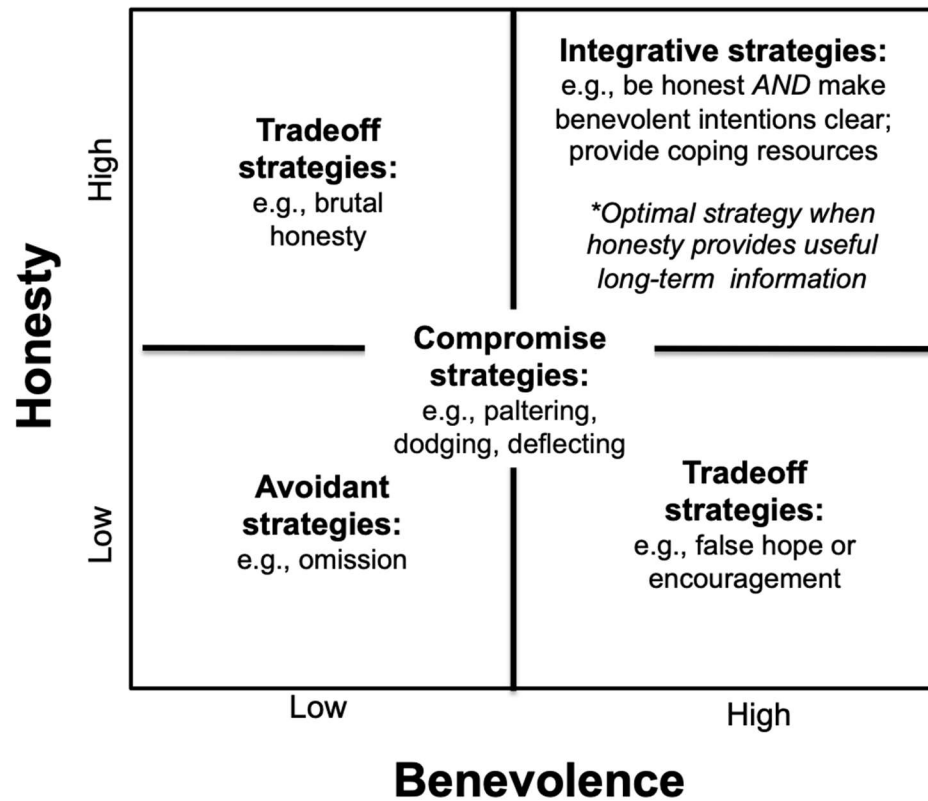 Honesty
High
Low
Tradeoff
strategies:
e.g., brutal
honesty
Integrative strategies:
e.g., be honest AND make
benevolent intentions clear;
provide coping resources
*Optimal strategy when
honesty provides useful
long-term information
Compromise
strategies:
e.g., paltering,
dodging, deflecting
Avoidant
strategies:
e.g., omission
Tradeoff
strategies:
e.g., false hope or
encouragement
Low
High
Benevolence